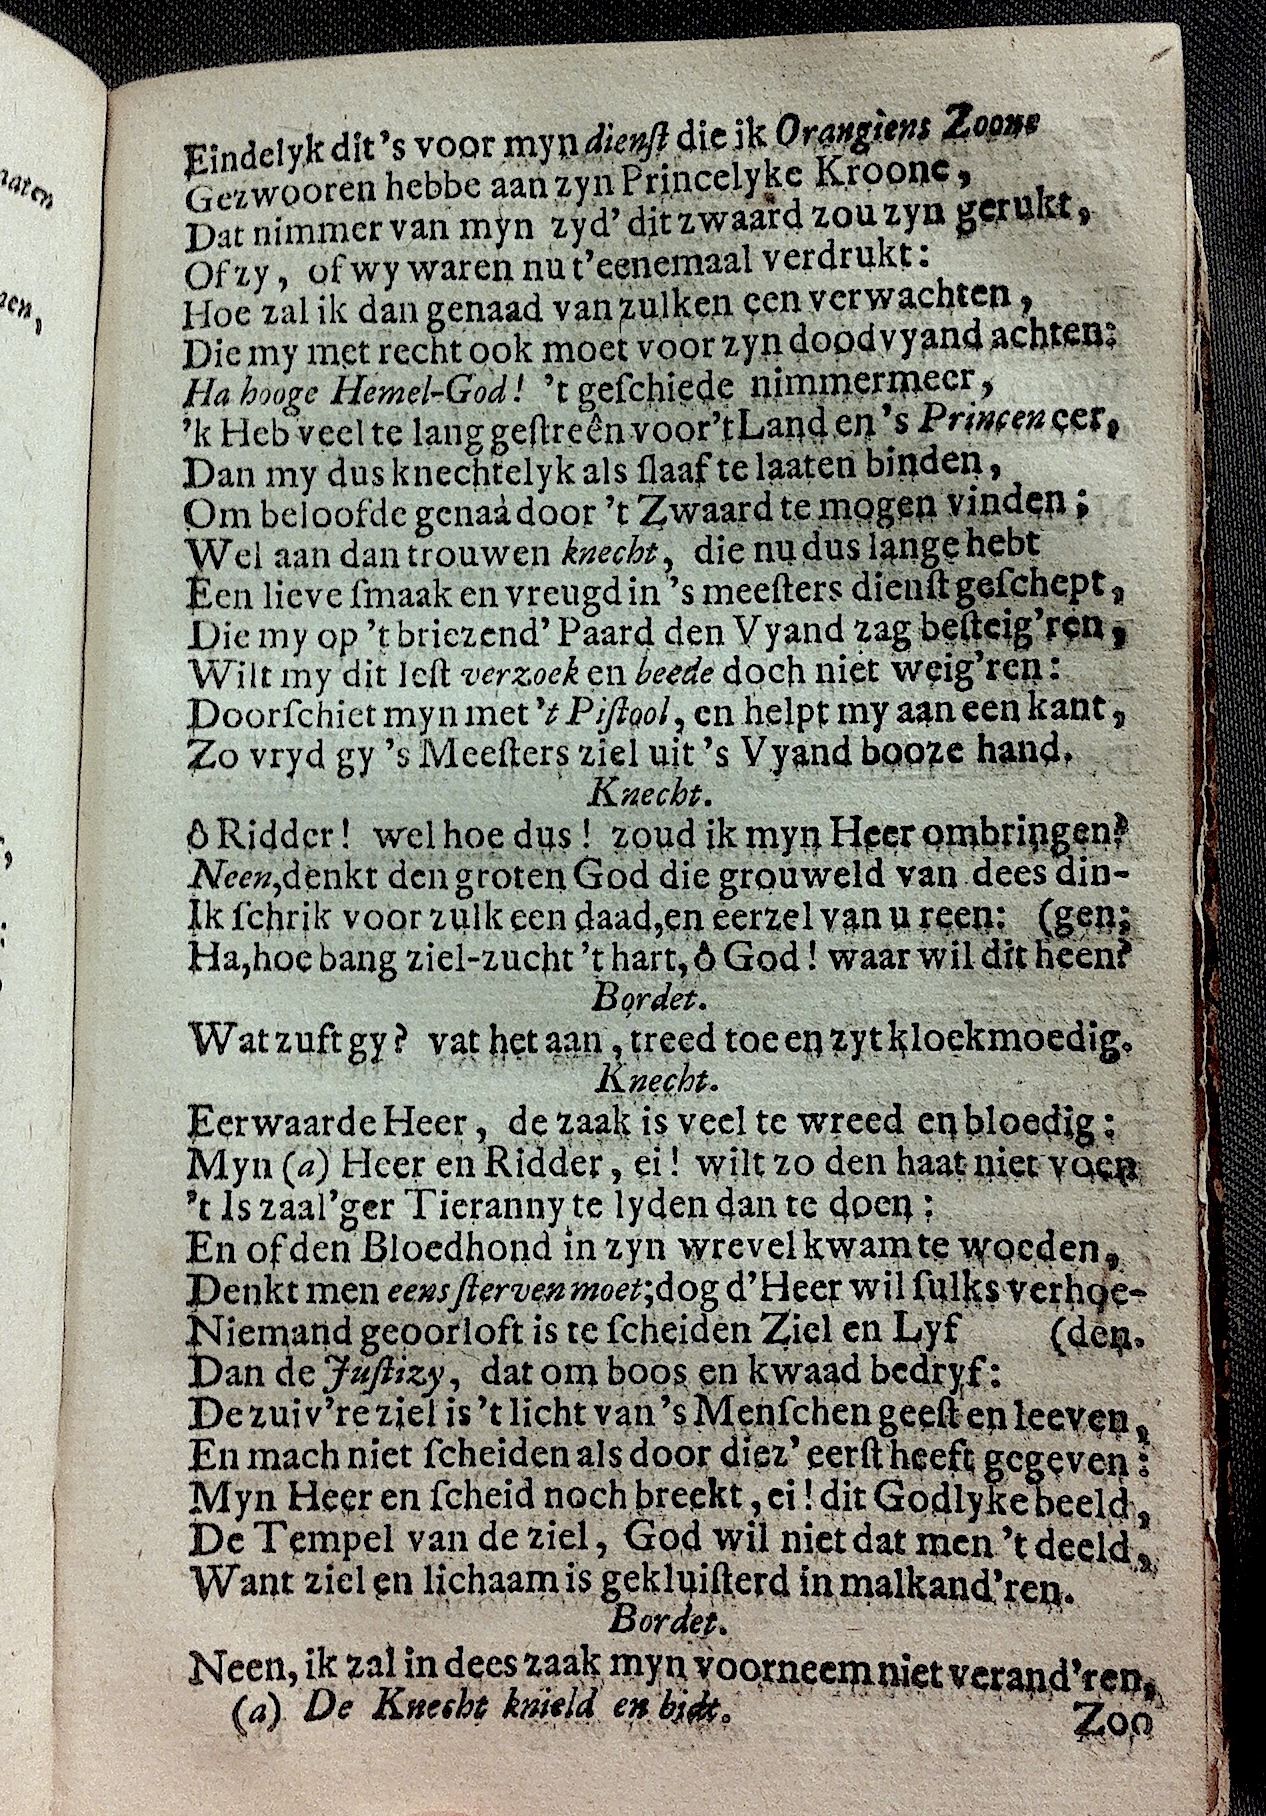 Eindelyk dit's voor myn dienſt die ik Orangiens Zoone
Gezwooren hebbe aan zyn Princelyke Kroone,
Dat nimmer van myn zyd' dit zwaard zou zyn gerukt,
Of zy, of wy waren nu t'eenemaal verdrukt:
Hoe zal ik dan genaad van zulken een verwachten,
Die my met recht ook moet voor zyn doodvyand achten:
Ha hooge Hemel-God! 't geſchiede nimmermeer,
'k Heb veel te lang geſtreên voor't Land en 's Princen eer,
Dan my dus knechtelyk als ſlaaf te laaten binden,
Om beloofde genaá door 't Zwaard te mogen vinden;
Wel aan dan trouwen knecht, die nu dus lange hebt
Een lieve ſmaak en vreugd in 's meeſters dienſt geſchept,
Die my op 't briezend' Paard den Vyand zag beſteig'ren,
Wilt my dit leſt verzoek en beede doch niet weig'ren:
Doorſchiet myn met 't Piſtool, en helpt my aan een kant,
Zo vryd gy 's Meeſters ziel uit 's Vyand booze hand.
Knecht.
ô Ridder! wel hoe dus! zoud ik myn Heer ombringen?
Neen, denkt den groten God die grouweld van dees din-
Ik ſchrik voor zulk een daad, en eerzel van u reen: (gen;
Ha, hoe bang ziel-zucht 't hart, ô God! waar wil dit heen?
Bordet.
Wat zuft gy? vat het aan, treed toe en zyt kloekmoedig.
Knecht.
Eerwaarde Heer, de zaak is veel te wreed en bloedig:
Myn (a) Heer en Ridder, ei! wilt zo den haat niet voen
't Is zaal'ger Tieranny te lyden dan te doen:
En of den Bloedhond in zyn wrevel kwam te woeden,
Denkt men eens ſterven moet; dog d'Heer wil ſulks verhoe-
Niemand geoorloft is te ſcheiden Ziel en Lyf (den.
Dan de Juſtizy, dat om boos en kwaad bedryf:
De zuiv're ziel is 't licht van 's Menſchen geeſt en leeven,
En mach niet ſcheiden als door diez' eerſt heeft gegeven:
Myn Heer en ſcheid noch breekt, ei! dit Godlyke beeld,
De Tempel van de ziel, God wil niet dat men 't deeld,
Want ziel en lichaam is gekluiſterd in malkand'ren.
Bordet.
Neen, ik zal in dees zaak myn voorneem niet verand'ren,
(a) De Knecht knield en bidt.
Zoo